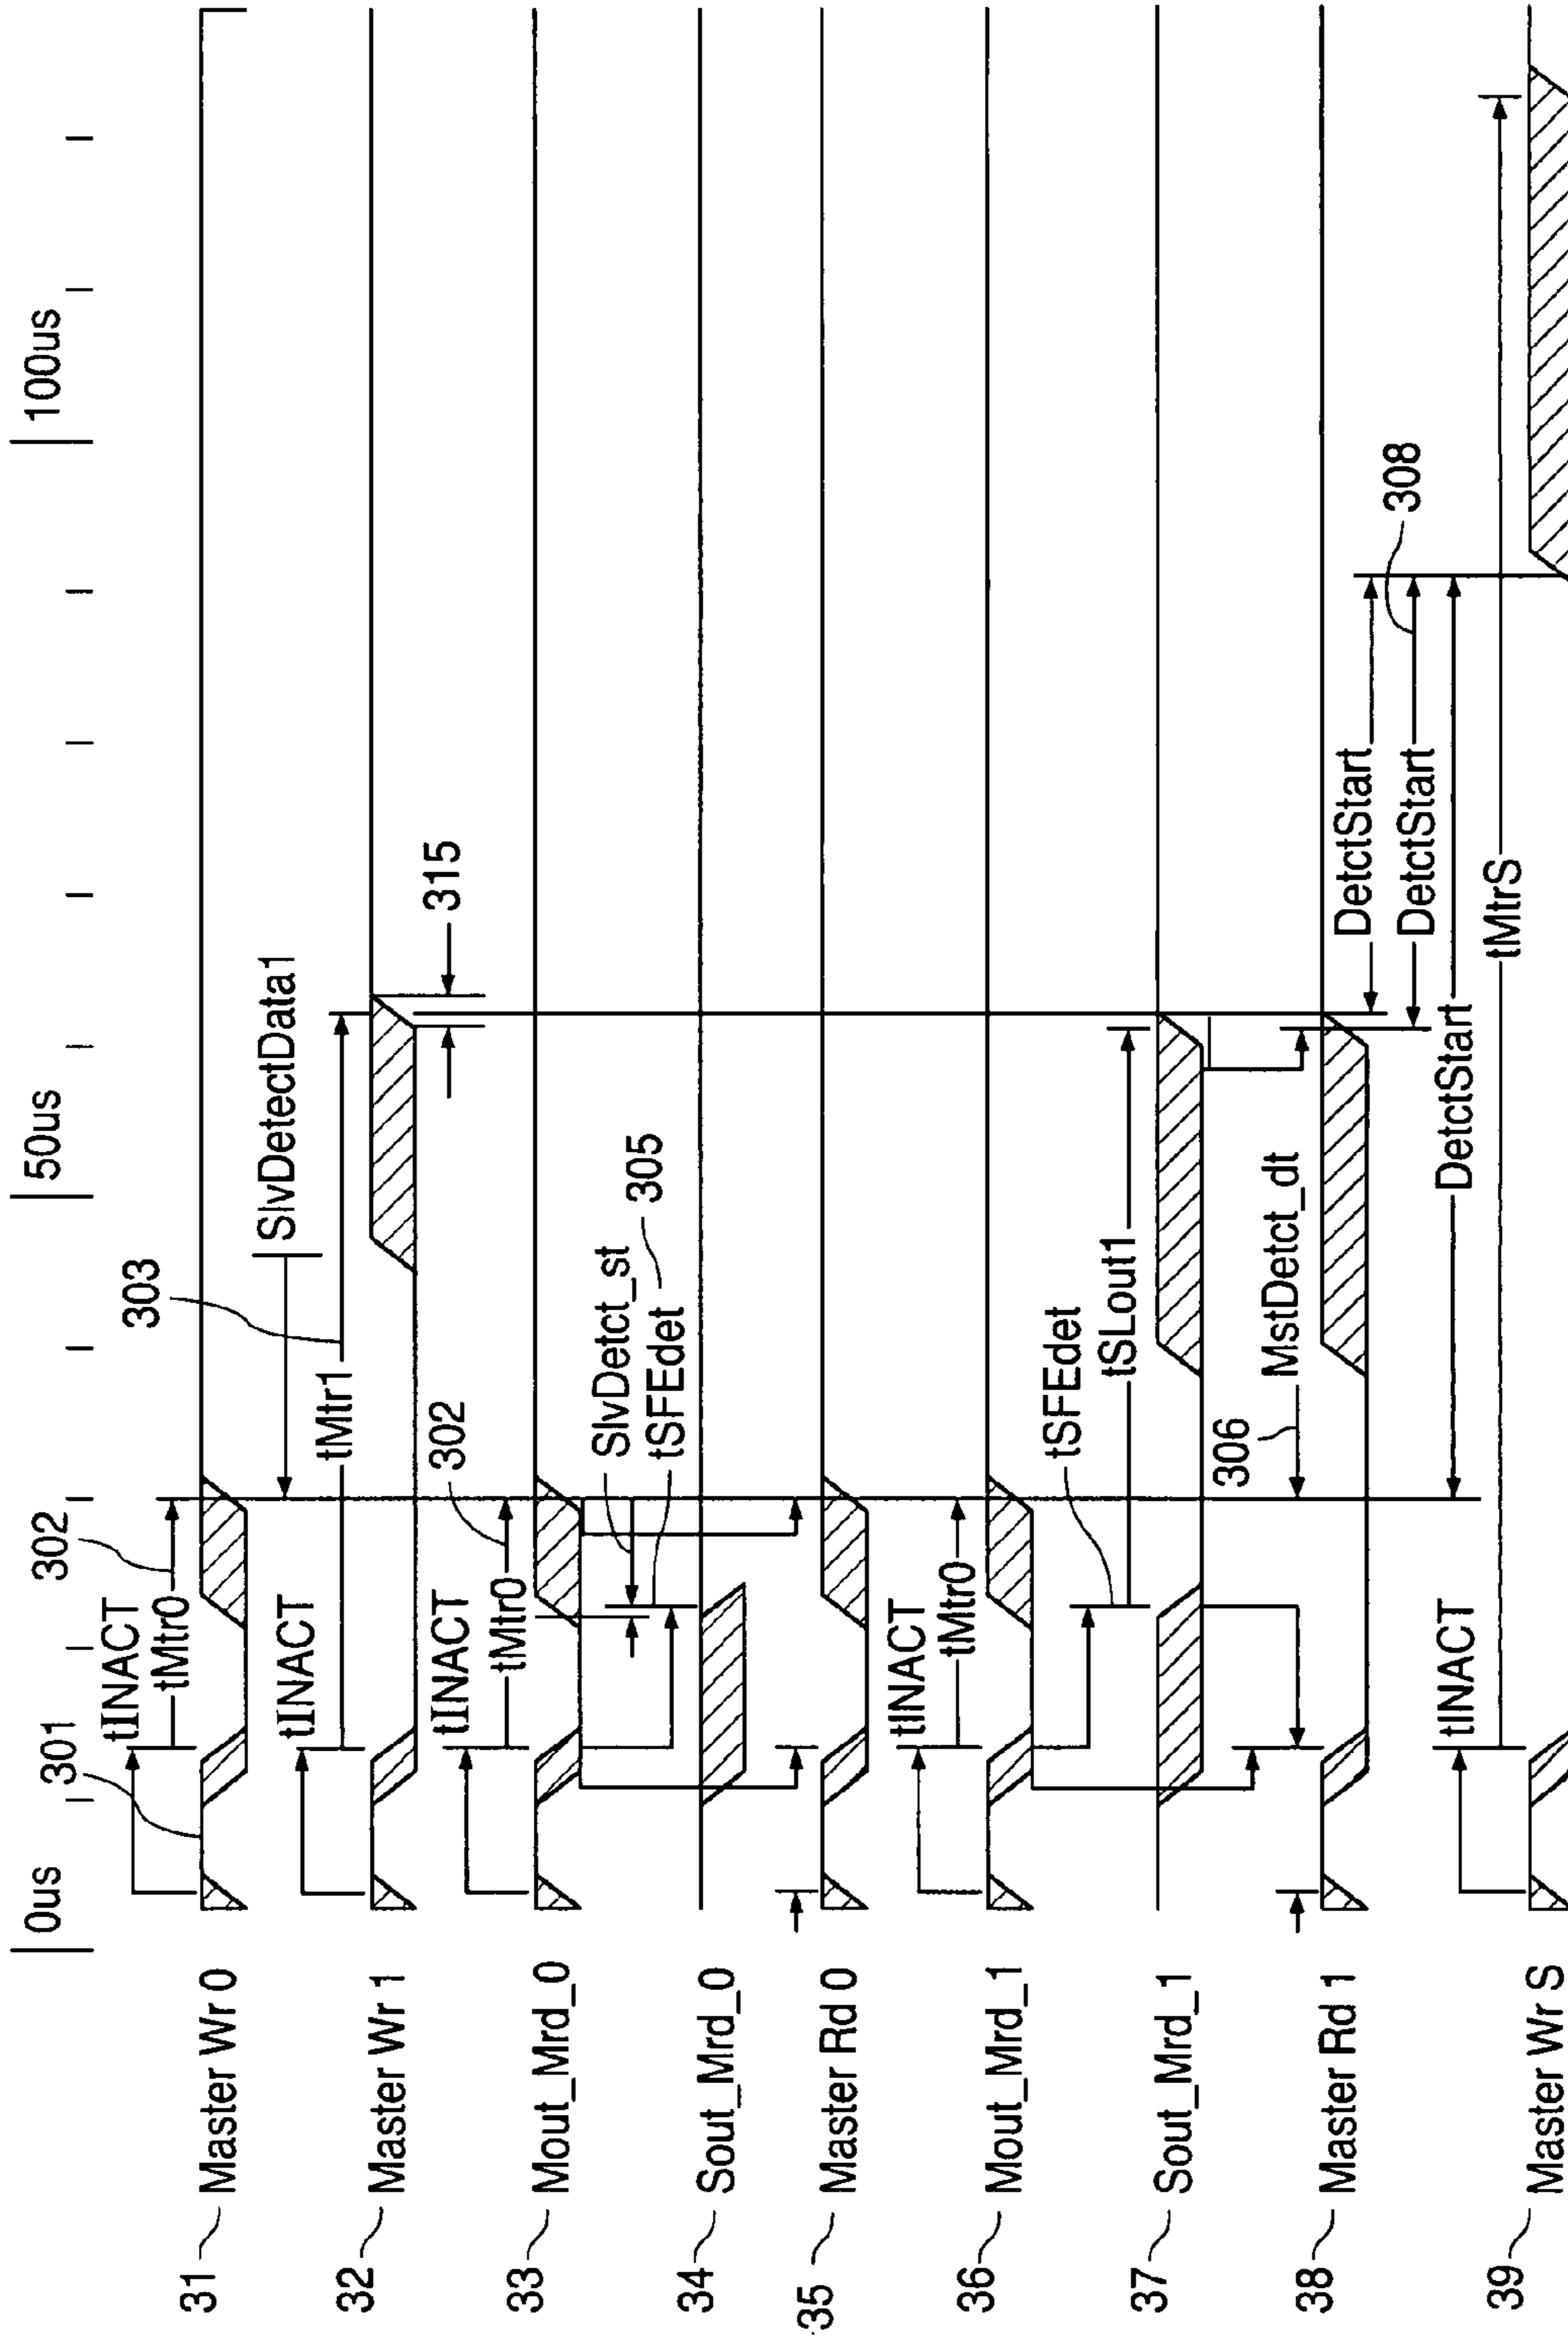 0us
50us
100us
301
tINACT
tMtr0
302
31
Master Wr 0
303
SlvDetectData1
tINACT
tMtr1
32
Master Wr 1
315
tINACT
tMtr0
302
33
Mout_Mrd_0
SlvDetct_st
tSFEdet
305
34
Sout_Mrd_0
35
Master Rd 0
tINACT
tMtr0
36
Mout_Mrd_1
tSFEdet
tSLout1
37
Sout_Mrd_1
306
MstDetct_dt
38
Master Rd 1
DetctStart
308
DetctStart
DetctStart
tINACT
tMtrS
39
Master Wr S